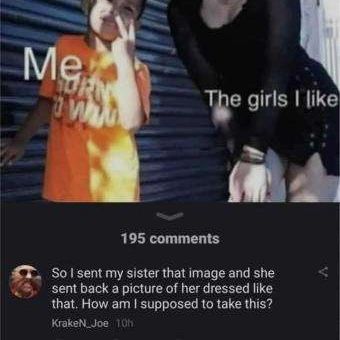 Me
BORN
The girls I like
195 comments
So I sent my sister that image and she
sent back a picture of her dressed like
that. How am I supposed to take this?
KrakeN_Joe 10h